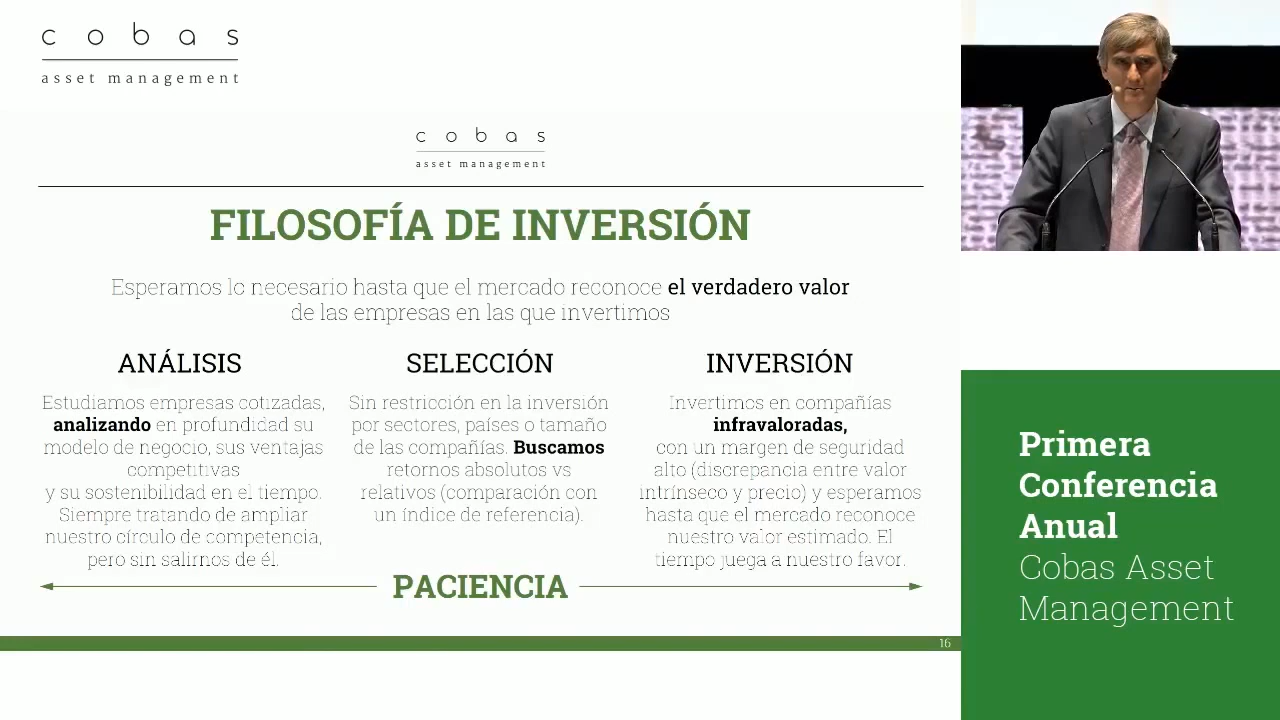 cobas
asset management
cobas
asset management
FILOSOFÍA DE INVERSIÓN
Esperamos lo necesario hasta que el mercado reconoce el verdadero valor
de las empresas en las que invertimos
ANÁLISIS
Estudiamos empresas cotizadas,
analizando en profundidad su
modelo de negocio, sus ventajas
competitivas
y su sostenibilidad en el tiempo.
Siempre tratando de ampliar
nuestro círculo de competencia,
pero sin salirnos de él.
SELECCIÓN
Sin restricción en la inversión
por sectores, países o tamaño
de las compañías. Buscamos
retornos absolutos vs
relativos (comparación con
un índice de referencia).
INVERSIÓN
Invertimos en compañías
infravaloradas,
con un margen de seguridad
alto (discrepancia entre valor
intrínseco y precio) y esperamos
hasta que el mercado reconoce
nuestro valor estimado. El
tiempo juega a nuestro favor.
PACIENCIA
16
Primera
Conferencia
Anual
Cobas Asset
Management